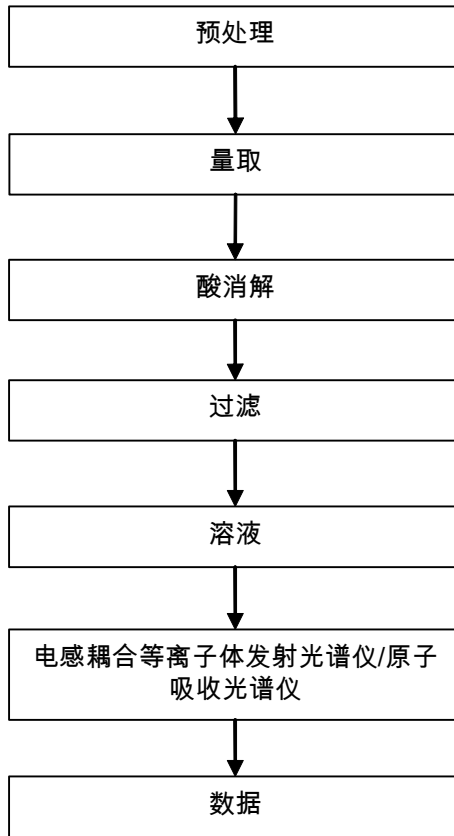 预处理
量取
酸消解
过滤
溶液
电感耦合等离子体发射光谱仪/原子
吸收光谱仪
数据